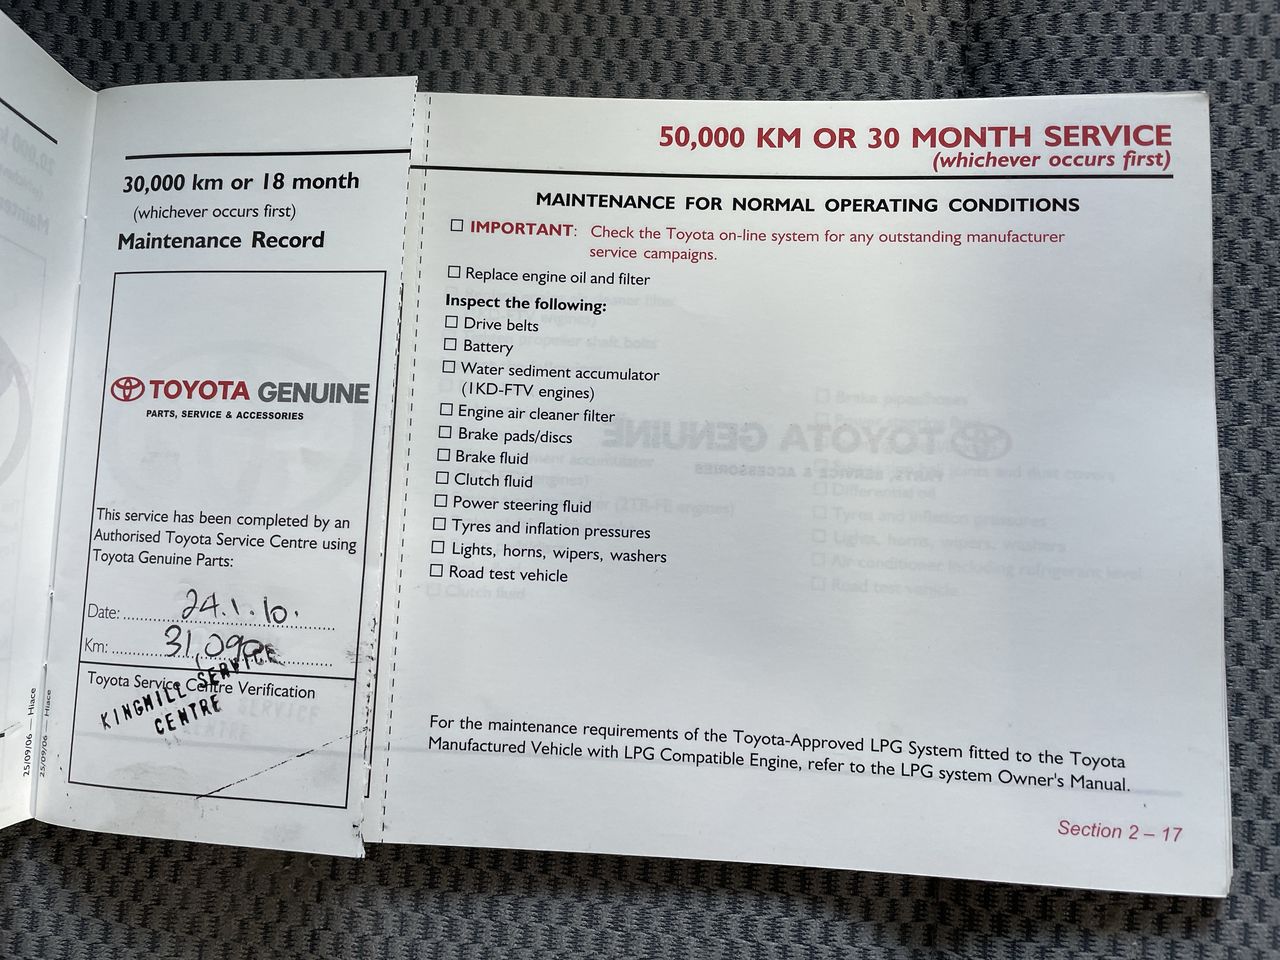 30,000 km or 18 month
(whichever occurs first)
Maintenance Record
TOYOTA GENUINE
PARTS, SERVICE & ACCESSORIES
This service has been completed by an
Authorised Toyota Service Centre using
Toyota Genuine Parts:
Date: 24.1.10.
Km: 31,090
Toyota Service Centre Verification
KINGMILL SERVICE
CENTRE
25/09/06 — Hiace
25/09/06 — Hiace
50,000 KM OR 30 MONTH SERVICE
(whichever occurs first)
MAINTENANCE FOR NORMAL OPERATING CONDITIONS
☐ IMPORTANT: Check the Toyota on-line system for any outstanding manufacturer
service campaigns.
☐ Replace engine oil and filter
Inspect the following:
☐ Drive belts
☐ Battery
☐ Water sediment accumulator
(1KD-FTV engines)
☐ Engine air cleaner filter
☐ Brake pads/discs
☐ Brake fluid
☐ Clutch fluid
☐ Power steering fluid
☐ Tyres and inflation pressures
☐ Lights, horns, wipers, washers
☐ Road test vehicle
For the maintenance requirements of the Toyota-Approved LPG System fitted to the Toyota
Manufactured Vehicle with LPG Compatible Engine, refer to the LPG system Owner's Manual.
Section 2 – 17